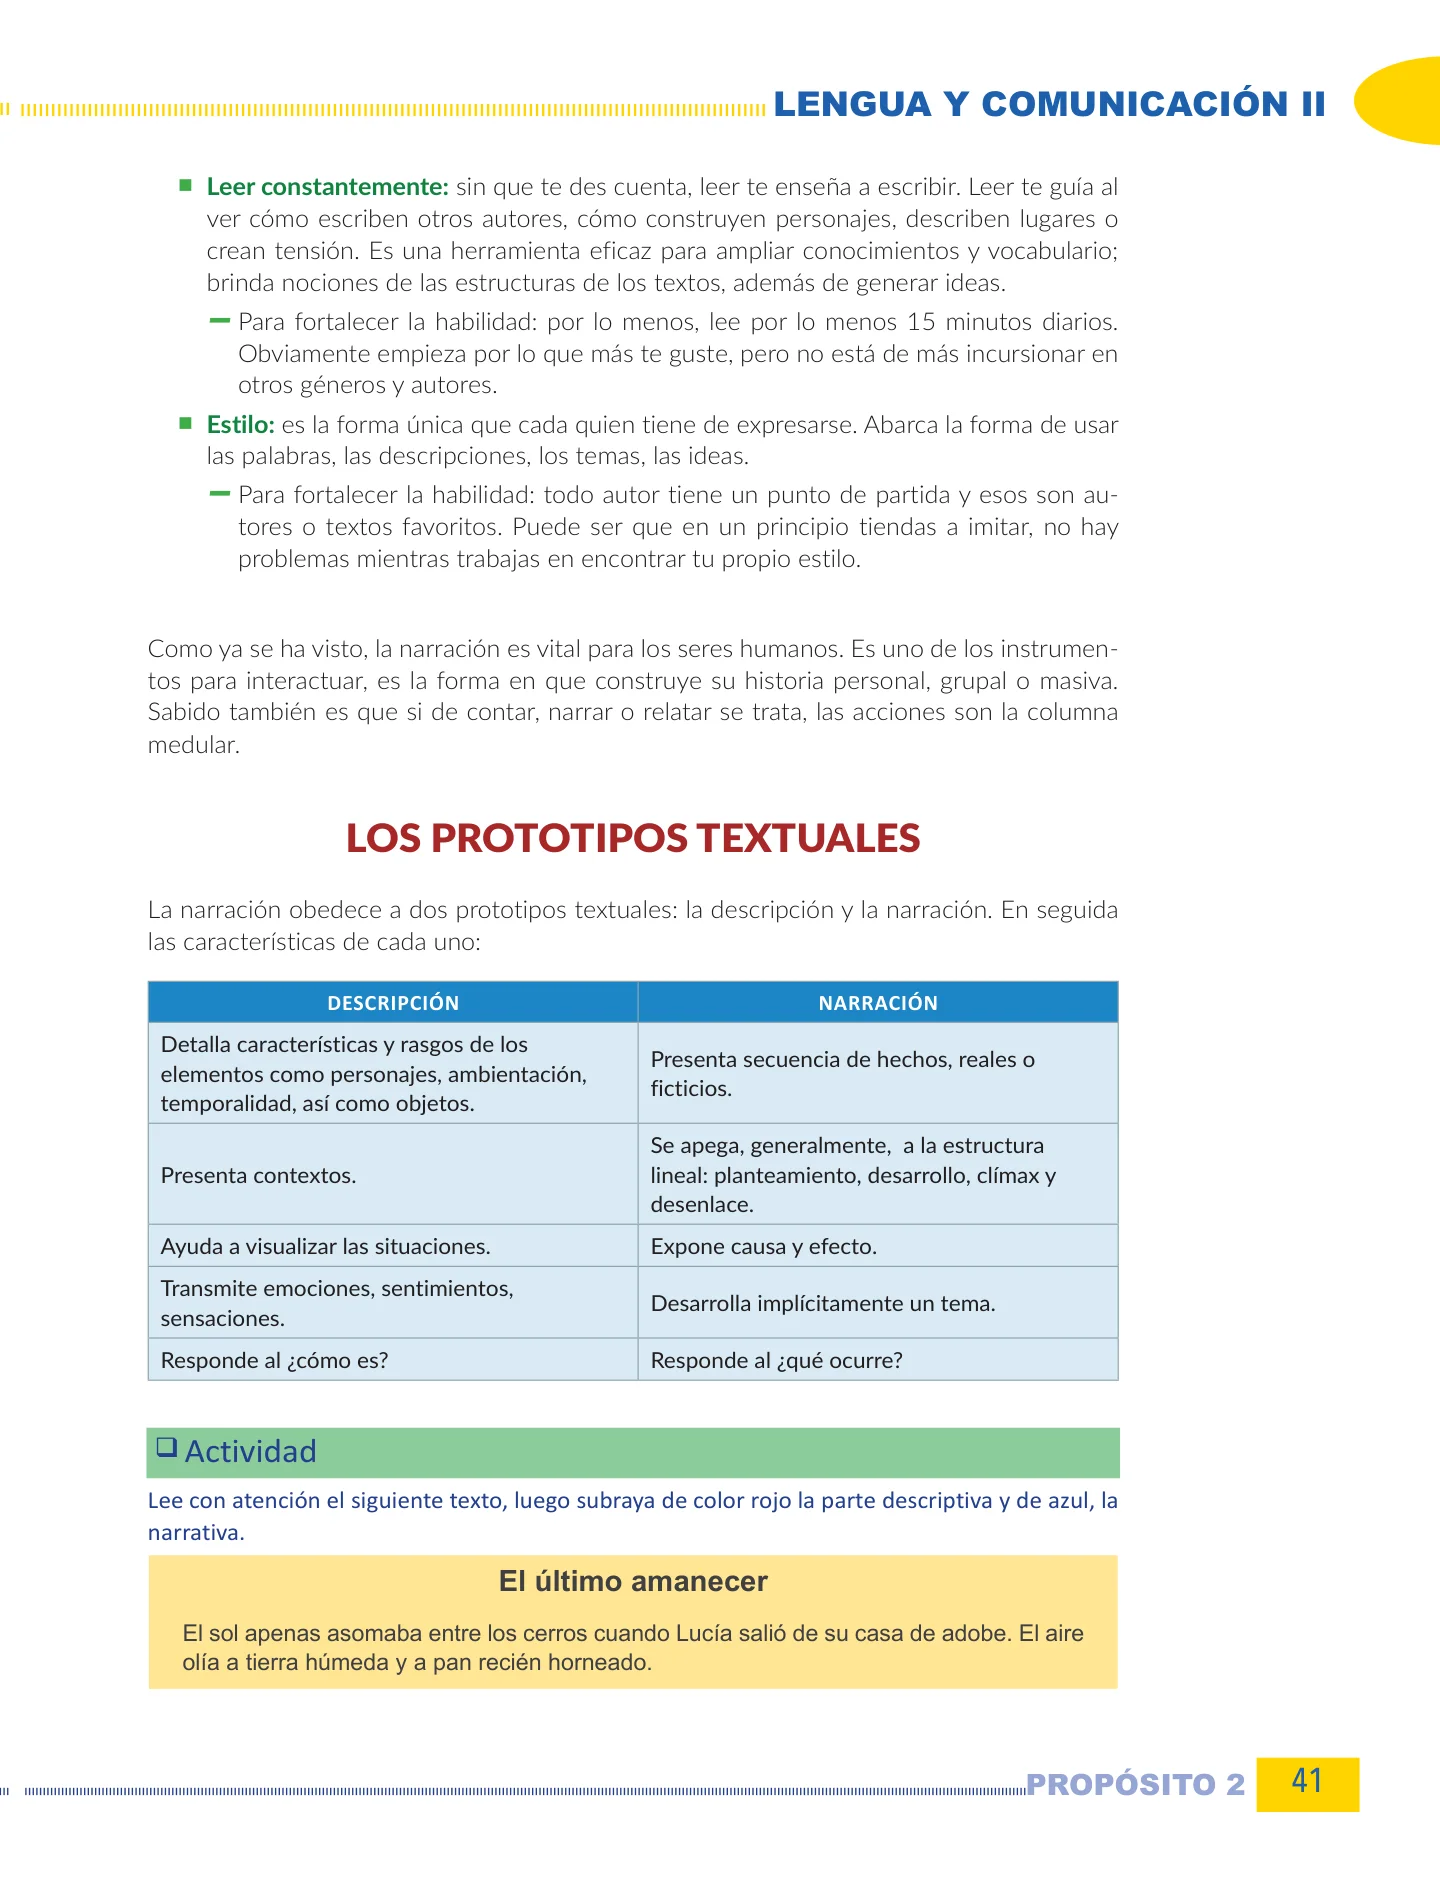 LENGUA Y COMUNICACIÓN II
Leer constantemente: sin que te des cuenta, leer te enseña a escribir. Leer te guía al
ver cómo escriben otros autores, cómo construyen personajes, describen lugares o
crean tensión. Es una herramienta eficaz para ampliar conocimientos y vocabulario;
brinda nociones de las estructuras de los textos, además de generar ideas.
Para fortalecer la habilidad: por lo menos, lee por lo menos 15 minutos diarios.
Obviamente empieza por lo que más te guste, pero no está de más incursionar en
otros géneros y autores.
Estilo: es la forma única que cada quien tiene de expresarse. Abarca la forma de usar
las palabras, las descripciones, los temas, las ideas.
Para fortalecer la habilidad: todo autor tiene un punto de partida y esos son au-
tores o textos favoritos. Puede ser que en un principio tiendas a imitar, no hay
problemas mientras trabajas en encontrar tu propio estilo.
Como ya se ha visto, la narración es vital para los seres humanos. Es uno de los instrumen-
tos para interactuar, es la forma en que construye su historia personal, grupal o masiva.
Sabido también es que si de contar, narrar o relatar se trata, las acciones son la columna
medular.
LOS PROTOTIPOS TEXTUALES
La narración obedece a dos prototipos textuales: la descripción y la narración. En seguida
las características de cada uno:
DESCRIPCIÓN
NARRACIÓN
Detalla características y rasgos de los
elementos como personajes, ambientación,
temporalidad, así como objetos.
Presenta secuencia de hechos, reales o
ficticios.
Presenta contextos.
Se apega, generalmente, a la estructura
lineal: planteamiento, desarrollo, clímax y
desenlace.
Ayuda a visualizar las situaciones.
Expone causa y efecto.
Transmite emociones, sentimientos,
sensaciones.
Desarrolla implícitamente un tema.
Responde al ¿cómo es?
Responde al ¿qué ocurre?
Actividad
Lee con atención el siguiente texto, luego subraya de color rojo la parte descriptiva y de azul, la
narrativa.
El último amanecer
El sol apenas asomaba entre los cerros cuando Lucía salió de su casa de adobe. El aire
olía a tierra húmeda y a pan recién horneado.
PROPÓSITO 2
41